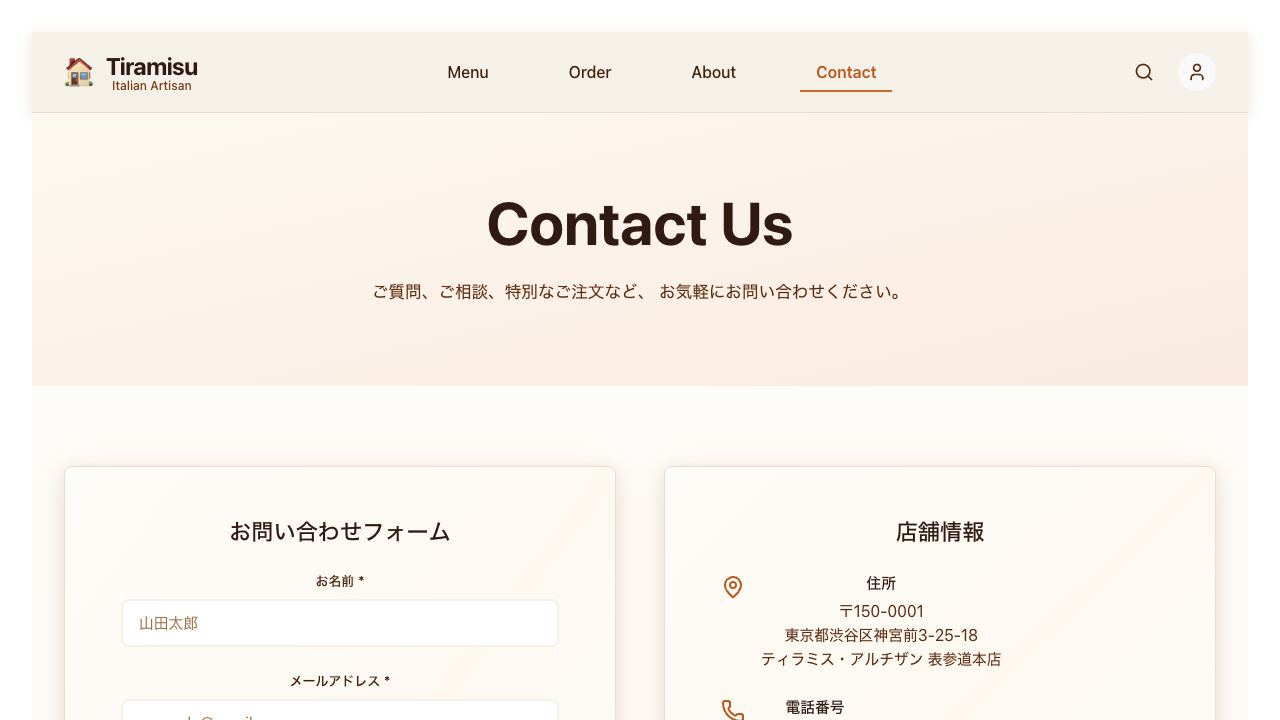 Tiramisu
Italian Artisan
Menu
Order
About
Contact
Contact Us
ご質問、ご相談、特別なご注文など、 お気軽にお問い合わせください。
お問い合わせフォーム
お名前 *
山田太郎
メールアドレス *
店舗情報
住所
〒150-0001
東京都渋谷区神宮前3-25-18
ティラミス・アルチザン 表参道本店
電話番号